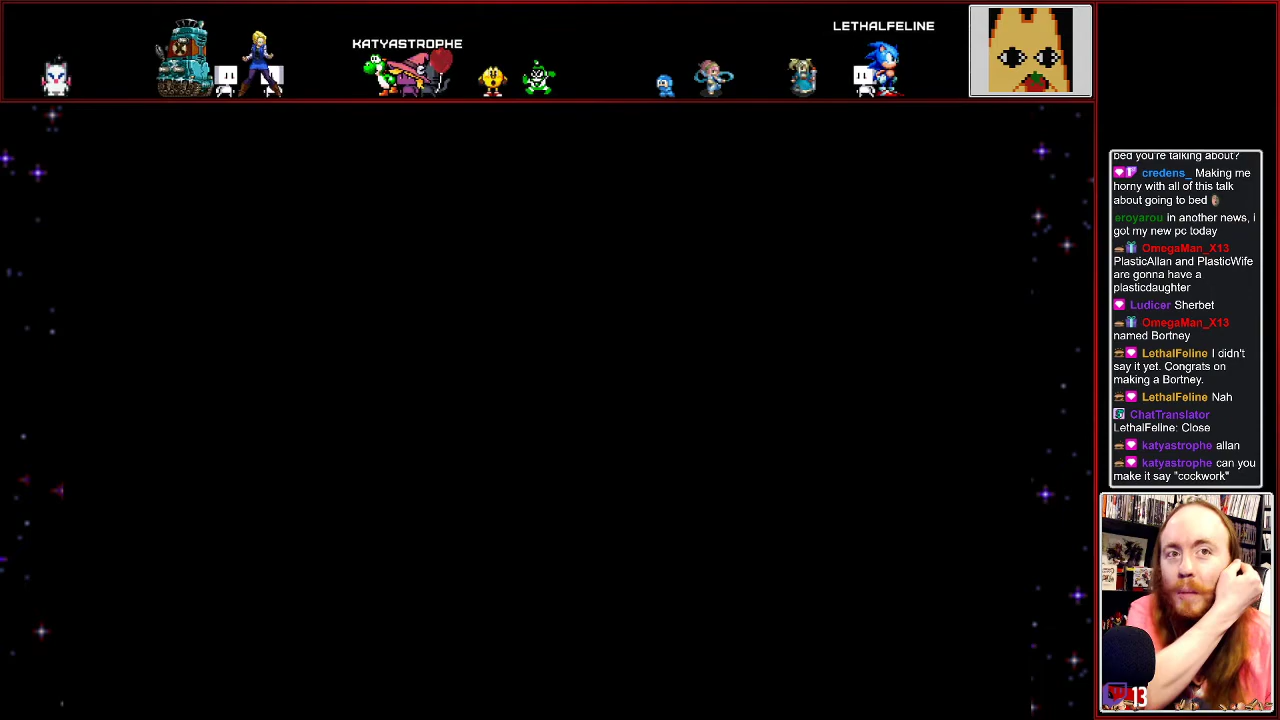 LETHALFELINE
KATYASTROPHE
bed you're talking about?
credens_ Making me
horny with all of this talk
about going to bed
eroyarou in another news, i
got my new pc today
OmegaMan_X13
PlasticAllan and PlasticWife
are gonna have a
plasticdaughter
Ludicer Sherbet
OmegaMan_X13
named Bortney
LethalFeline I didn't
say it yet. Congrats on
making a Bortney.
LethalFeline Nah
ChatTranslator
LethalFeline: Close
katyastrophe allan
katyastrophe can you
make it say "cockwork"
13